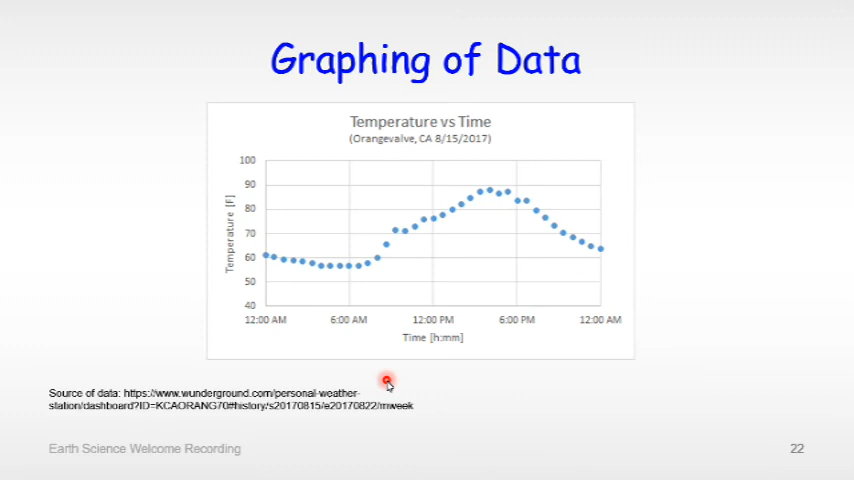 Graphing of Data
Temperature vs Time
(Orangevalve, CA 8/15/2017)
100
90
80
70
60
50
40
Temperature [F]
12:00 AM 6:00 AM 12:00 PM 6:00 PM 12:00 AM
Time [h:mm]
Source of data: https://www.wunderground.com/personal-weather-
station/dashboard?ID=KCAORANG70#history/s20170815/e20170822/mweek
Earth Science Welcome Recording
22